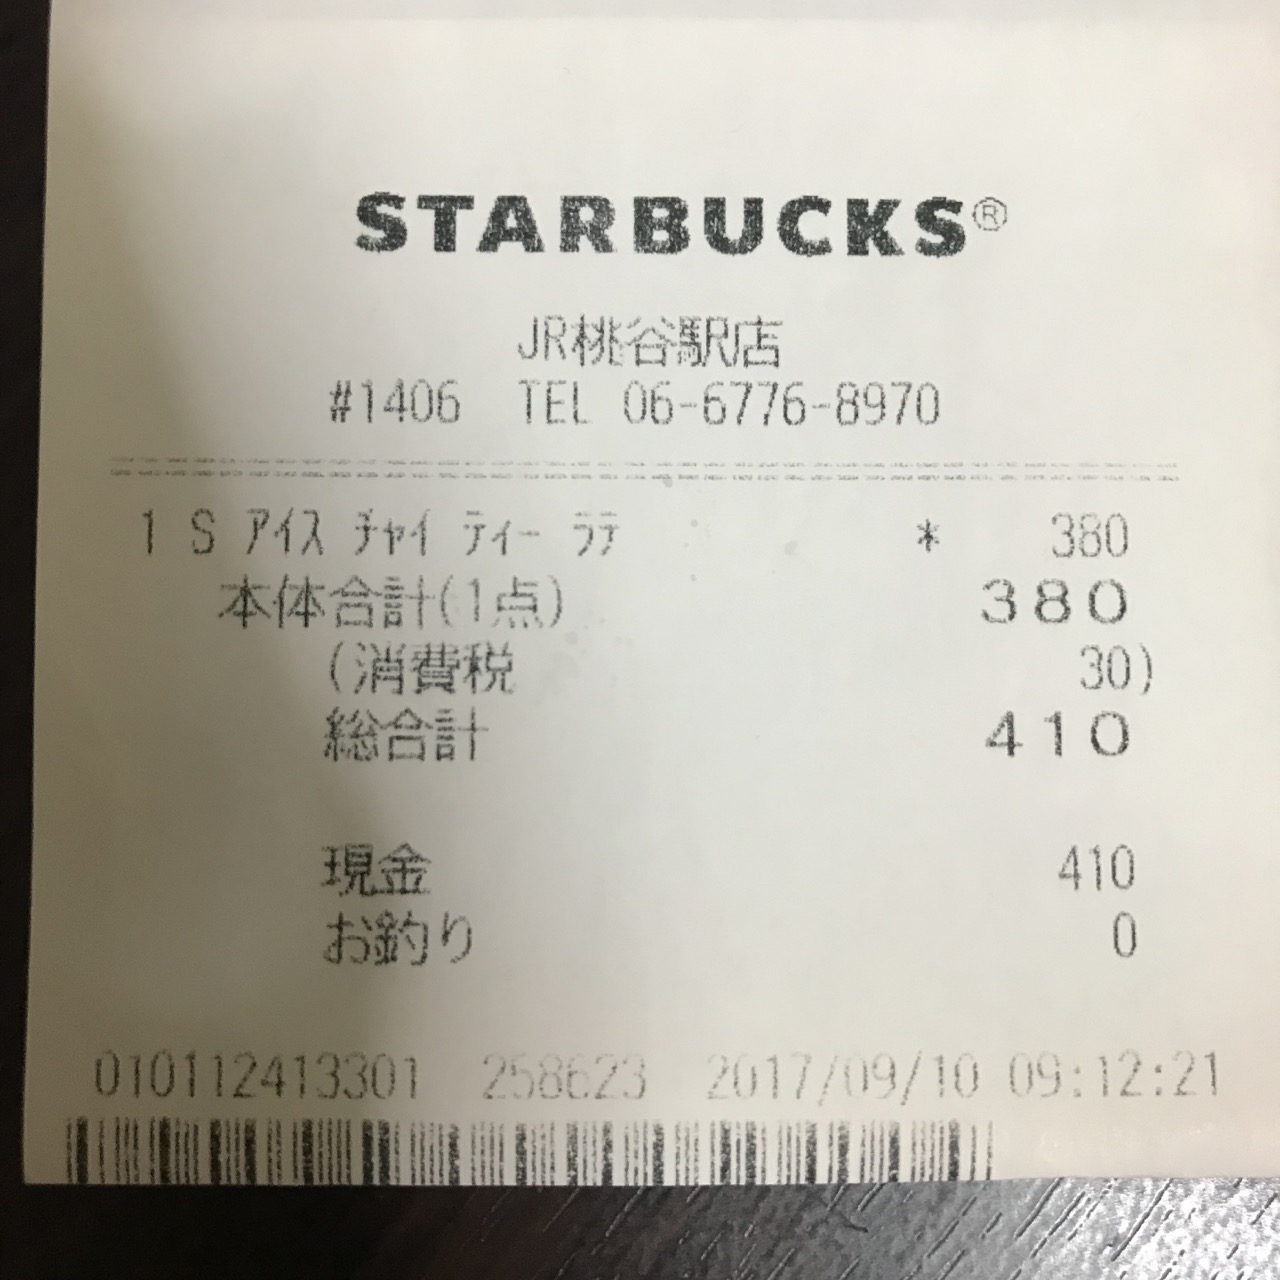 STARBUCKS®
JR桃谷駅店
#1406 TEL 06-6776-8970
1 S ｱｲｽ ﾁｬｲ ﾃｨｰ ﾗﾃ * 380
本体合計(1点) 380
(消費税 30)
総合計 410
現金 410
お釣り 0
010112413301 258623 2017/09/10 09:12:21